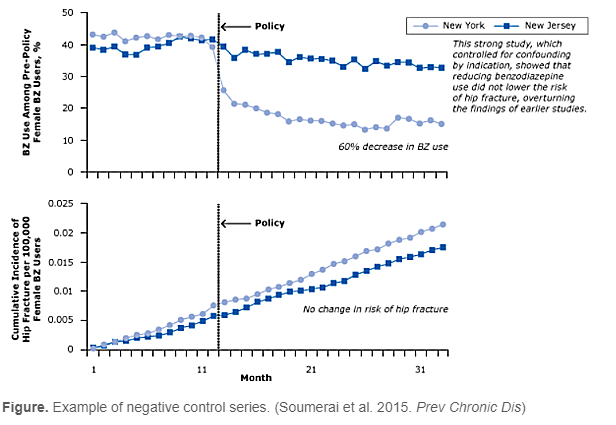 New York New Jersey
This strong study, which
controlled for confounding
by indication, showed that
reducing benzodiazepine
use did not lower the risk
of hip fracture, overturning
the findings of earlier studies.
BZ Use Among Pre-Policy
Female BZ Users, %
50
40
30
20
10
0
Policy
60% decrease in BZ use
Cumulative Incidence of
Hip Fracture per 100,000
Female BZ Users
0.025
0.02
0.015
0.01
0.005
0
Policy
No change in risk of hip fracture
1 11 21 31
Month
Figure. Example of negative control series. (Soumerai et al. 2015. Prev Chronic Dis)